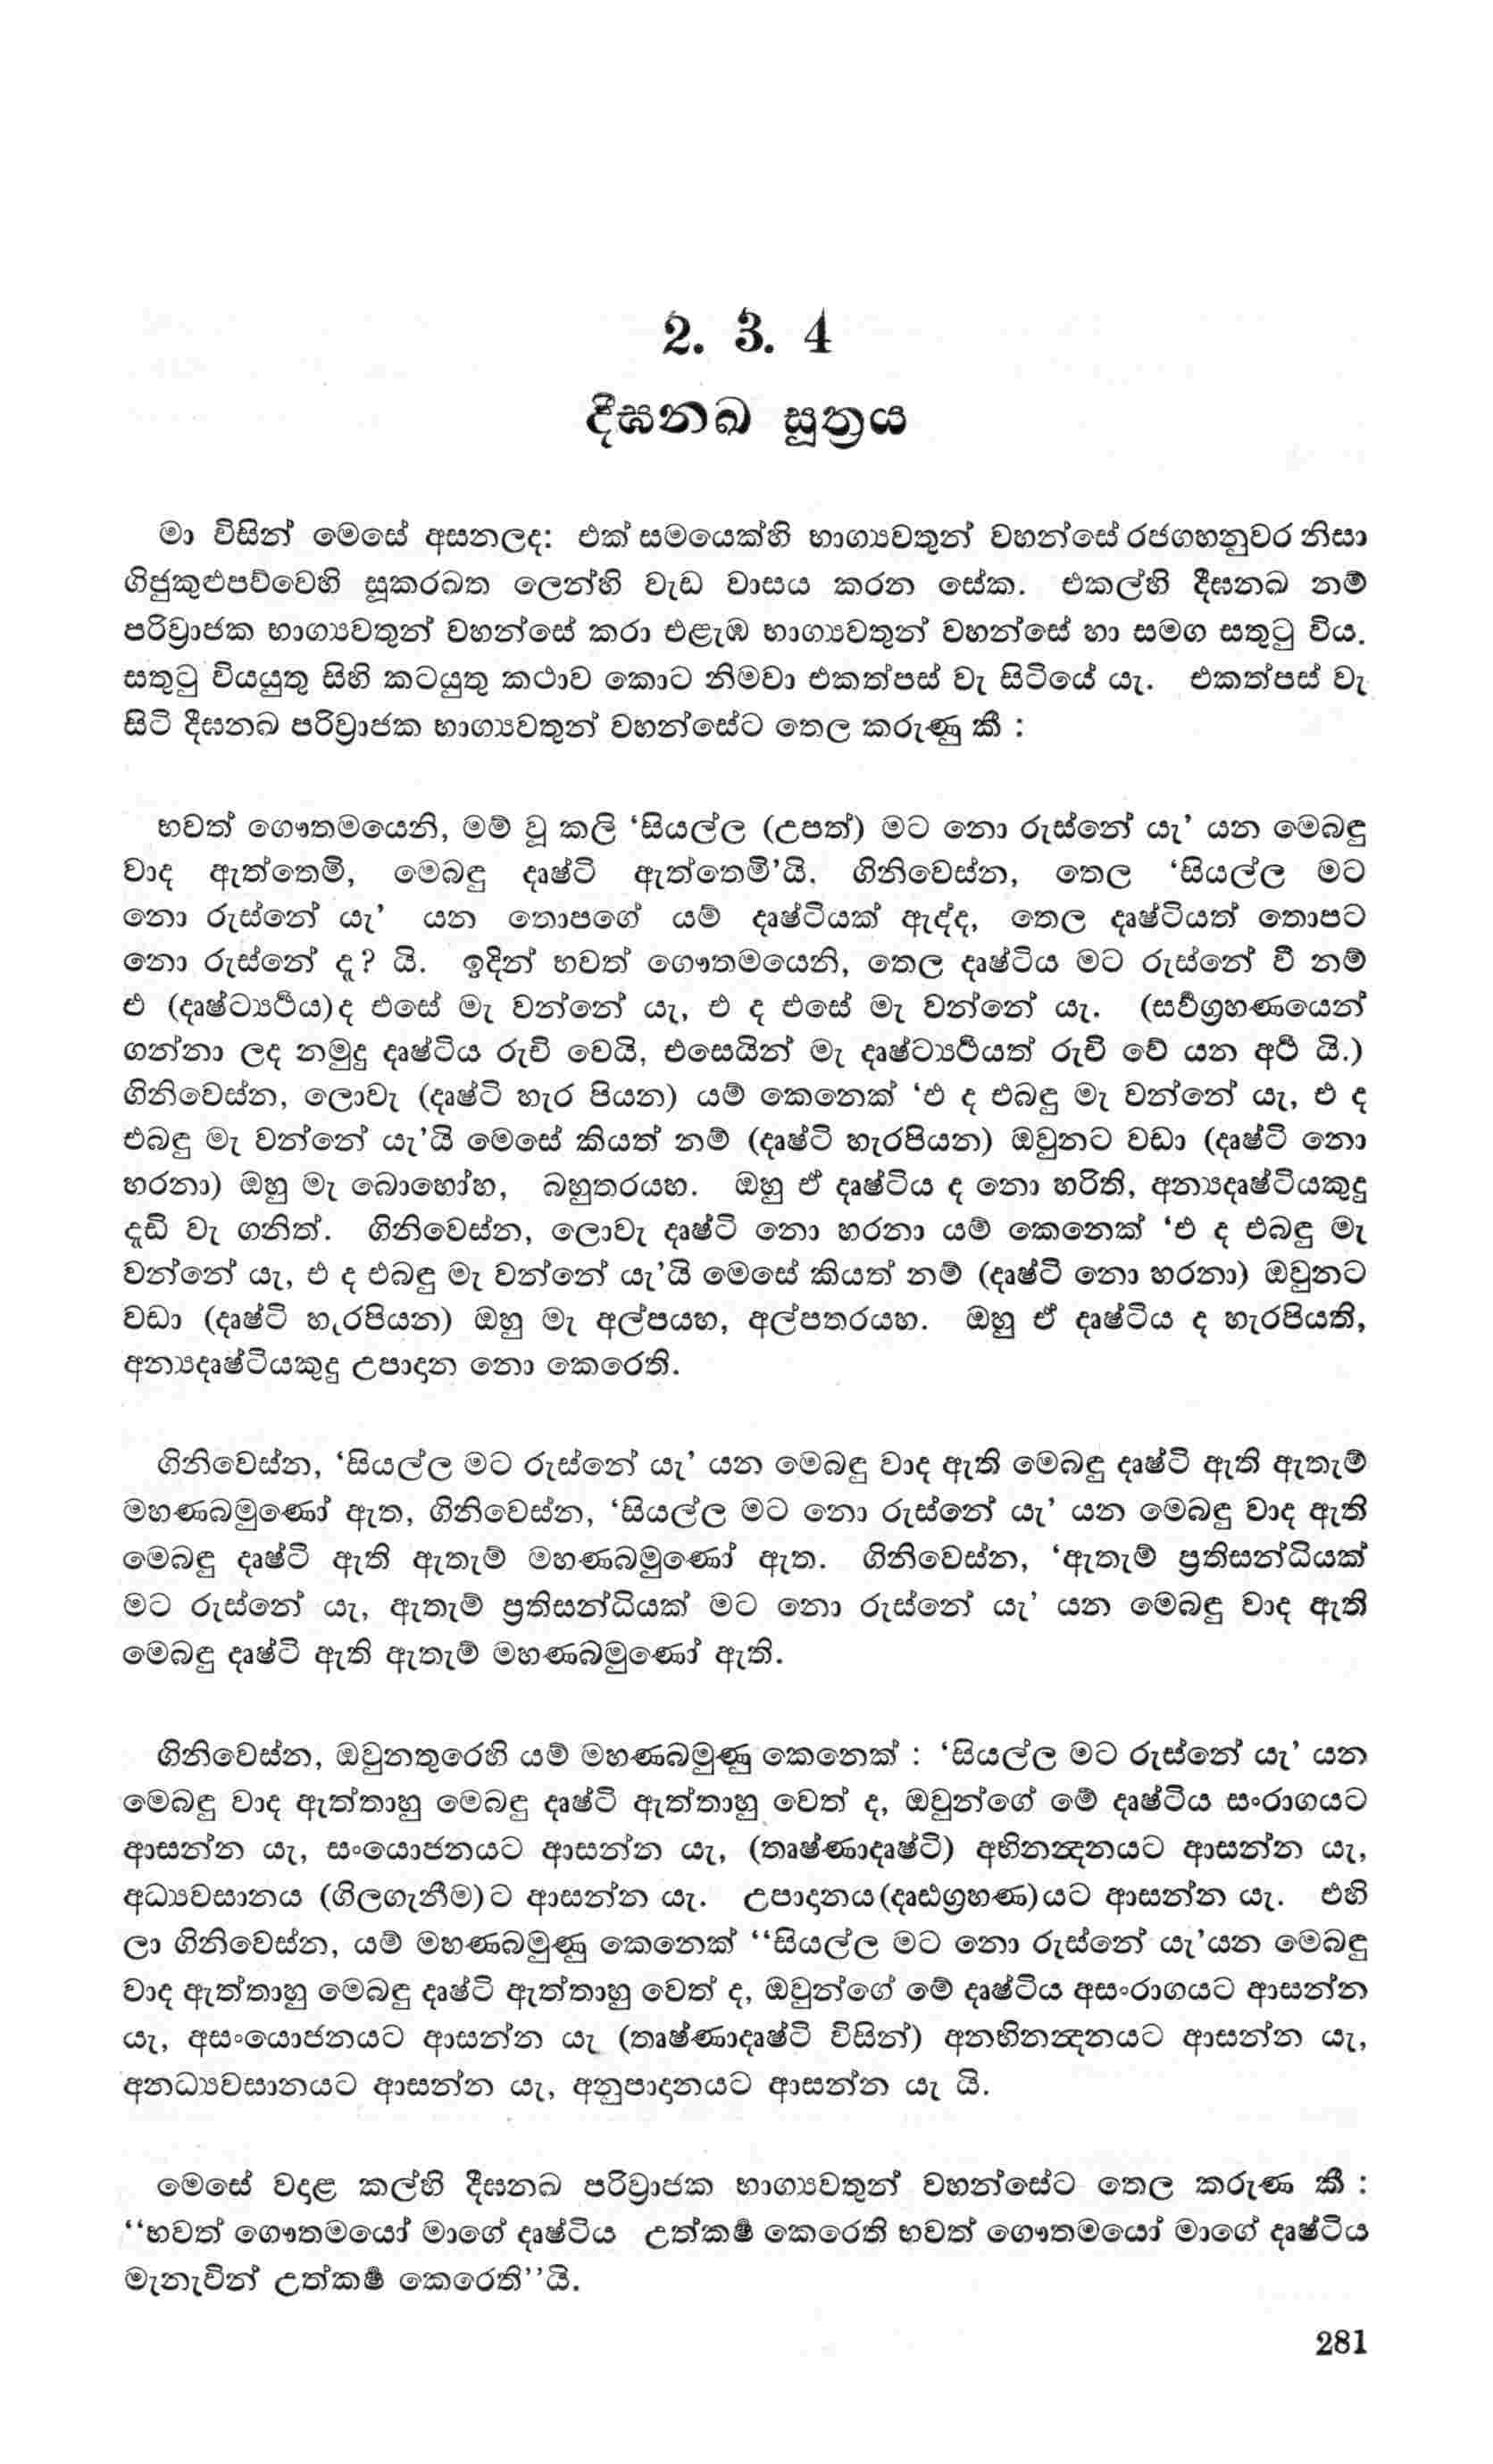 2. 3. 4
දීඝනඛ සූත්‍රය
මා විසින් මෙසේ අසනලද: එක් සමයෙක්හි භාග්‍යවතුන් වහන්සේ රජගහනුවර නිසා
ගිජුකුළුපව්වෙහි සූකරඛත ලෙන්හි වැඩ වාසය කරන සේක. එකල්හි දීඝනඛ නම්
පරිව්‍රාජක භාග්‍යවතුන් වහන්සේ කරා එළැඹ භාග්‍යවතුන් වහන්සේ හා සමග සතුටු විය.
සතුටු වියයුතු සිහි කටයුතු කථාව කොට නිමවා එකත්පස් වැ සිටියේ යැ. එකත්පස් වැ
සිටි දීඝනඛ පරිව්‍රාජක භාග්‍යවතුන් වහන්සේට තෙල කරුණු කී :
භවත් ගෞතමයෙනි, මම් වූ කලි ‘සියල්ල (උපත්) මට නො රුස්නේ යැ’ යන මෙබඳු
වාද ඇත්තෙමි, මෙබඳු දෘෂ්ටි ඇත්තෙමි’යි. ගිනිවෙස්න, තෙල ‘සියල්ල මට
නො රුස්නේ යැ’ යන තොපගේ යම් දෘෂ්ටියක් ඇද්ද, තෙල දෘෂ්ටියත් තොපට
නො රුස්නේ දැ? යි. ඉදින් භවත් ගෞතමයෙනි, තෙල දෘෂ්ටිය මට රුස්නේ වී නම්
එ (දෘෂ්ට්‍යර්‍ථය)ද එසේ මැ වන්නේ යැ, එ ද එසේ මැ වන්නේ යැ. (සර්‍වග්‍රහණයෙන්
ගන්නා ලද නමුදු දෘෂ්ටිය රුචි වෙයි, එසෙයින් මැ දෘෂ්ට්‍යර්‍ථයත් රුචි වේ යන අර්‍ථ යි.)
ගිනිවෙස්න, ලොවැ (දෘෂ්ටි හැර පියන) යම් කෙනෙක් ‘එ ද එබඳු මැ වන්නේ යැ, එ ද
එබඳු මැ වන්නේ යැ’යි මෙසේ කියත් නම් (දෘෂ්ටි හැරපියන) ඔවුනට වඩා (දෘෂ්ටි නො
හරනා) ඔහු මැ බොහෝහ, බහුතරයහ. ඔහු ඒ දෘෂ්ටිය ද නො හරිති, අන්‍යදෘෂ්ටියකුදු
දැඩි වැ ගනිත්. ගිනිවෙස්න, ලොවැ දෘෂ්ටි නො හරනා යම් කෙනෙක් ‘එ ද එබඳු මැ
වන්නේ යැ, එ ද එබඳු මැ වන්නේ යැ’යි මෙසේ කියත් නම් (දෘෂ්ටි නො හරනා) ඔවුනට
වඩා (දෘෂ්ටි හැරපියන) ඔහු මැ අල්පයහ, අල්පතරයහ. ඔහු ඒ දෘෂ්ටිය ද හැරපියති,
අන්‍යදෘෂ්ටියකුදු උපාදාන නො කෙරෙති.
ගිනිවෙස්න, ‘සියල්ල මට රුස්නේ යැ’ යන මෙබඳු වාද ඇති මෙබඳු දෘෂ්ටි ඇති ඇතැම්
මහණබමුණෝ ඇත, ගිනිවෙස්න, ‘සියල්ල මට නො රුස්නේ යැ’ යන මෙබඳු වාද ඇති
මෙබඳු දෘෂ්ටි ඇති ඇතැම් මහණබමුණෝ ඇත. ගිනිවෙස්න, ‘ඇතැම් ප්‍රතිසන්ධියක්
මට රුස්නේ යැ, ඇතැම් ප්‍රතිසන්ධියක් මට නො රුස්නේ යැ’ යන මෙබඳු වාද ඇති
මෙබඳු දෘෂ්ටි ඇති ඇතැම් මහණබමුණෝ ඇති.
ගිනිවෙස්න, ඔවුනතුරෙහි යම් මහණබමුණු කෙනෙක් : ‘සියල්ල මට රුස්නේ යැ’ යන
මෙබඳු වාද ඇත්තාහු මෙබඳු දෘෂ්ටි ඇත්තාහු වෙත් ද, ඔවුන්ගේ මේ දෘෂ්ටිය සංරාගයට
ආසන්න යැ, සංයොජනයට ආසන්න යැ, (තෘෂ්ණාදෘෂ්ටි) අභිනන්‍දනයට ආසන්න යැ,
අධ්‍යවසානය (ගිලගැනීම)ට ආසන්න යැ. උපාදානය(දෘඪග්‍රහණ)යට ආසන්න යැ. එහි
ලා ගිනිවෙස්න, යම් මහණබමුණු කෙනෙක් “සියල්ල මට නො රුස්නේ යැ’යන මෙබඳු
වාද ඇත්තාහු මෙබඳු දෘෂ්ටි ඇත්තාහු වෙත් ද, ඔවුන්ගේ මේ දෘෂ්ටිය අසංරාගයට ආසන්න
යැ, අසංයොජනයට ආසන්න යැ (තෘෂ්ණාදෘෂ්ටි විසින්) අනභිනන්‍දනයට ආසන්න යැ,
අනධ්‍යවසානයට ආසන්න යැ, අනුපාදානයට ආසන්න යැ යි.
මෙසේ වදාළ කල්හි දීඝනඛ පරිව්‍රාජක භාග්‍යවතුන් වහන්සේට තෙල කරුණ කී :
“භවත් ගෞතමයෝ මාගේ දෘෂ්ටිය උත්කර්‍ෂ කෙරෙති භවත් ගෞතමයෝ මාගේ දෘෂ්ටිය
මැනැවින් උත්කර්‍ෂ කෙරෙති”යි.
281